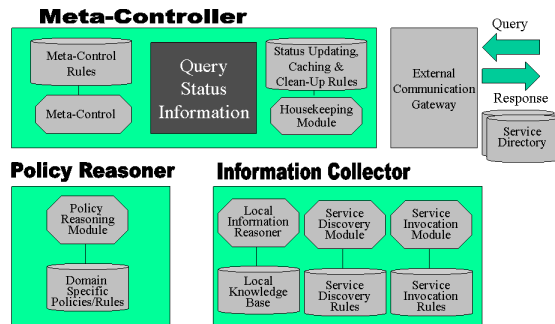 Meta-Controller
Meta-Control
Rules
Meta-Control
Query
Status
Information
Status Updating,
Caching &
Clean-Up Rules
Housekeeping
Module
External
Communication
Gateway
Query
Response
Service
Directory
Policy Reasoner
Policy
Reasoning
Module
Domain
Specific
Policies/Rules
Information Collector
Local
Information
Reasoner
Local
Knowledge
Base
Service
Discovery
Module
Service
Discovery
Rules
Service
Invocation
Module
Service
Invocation
Rules